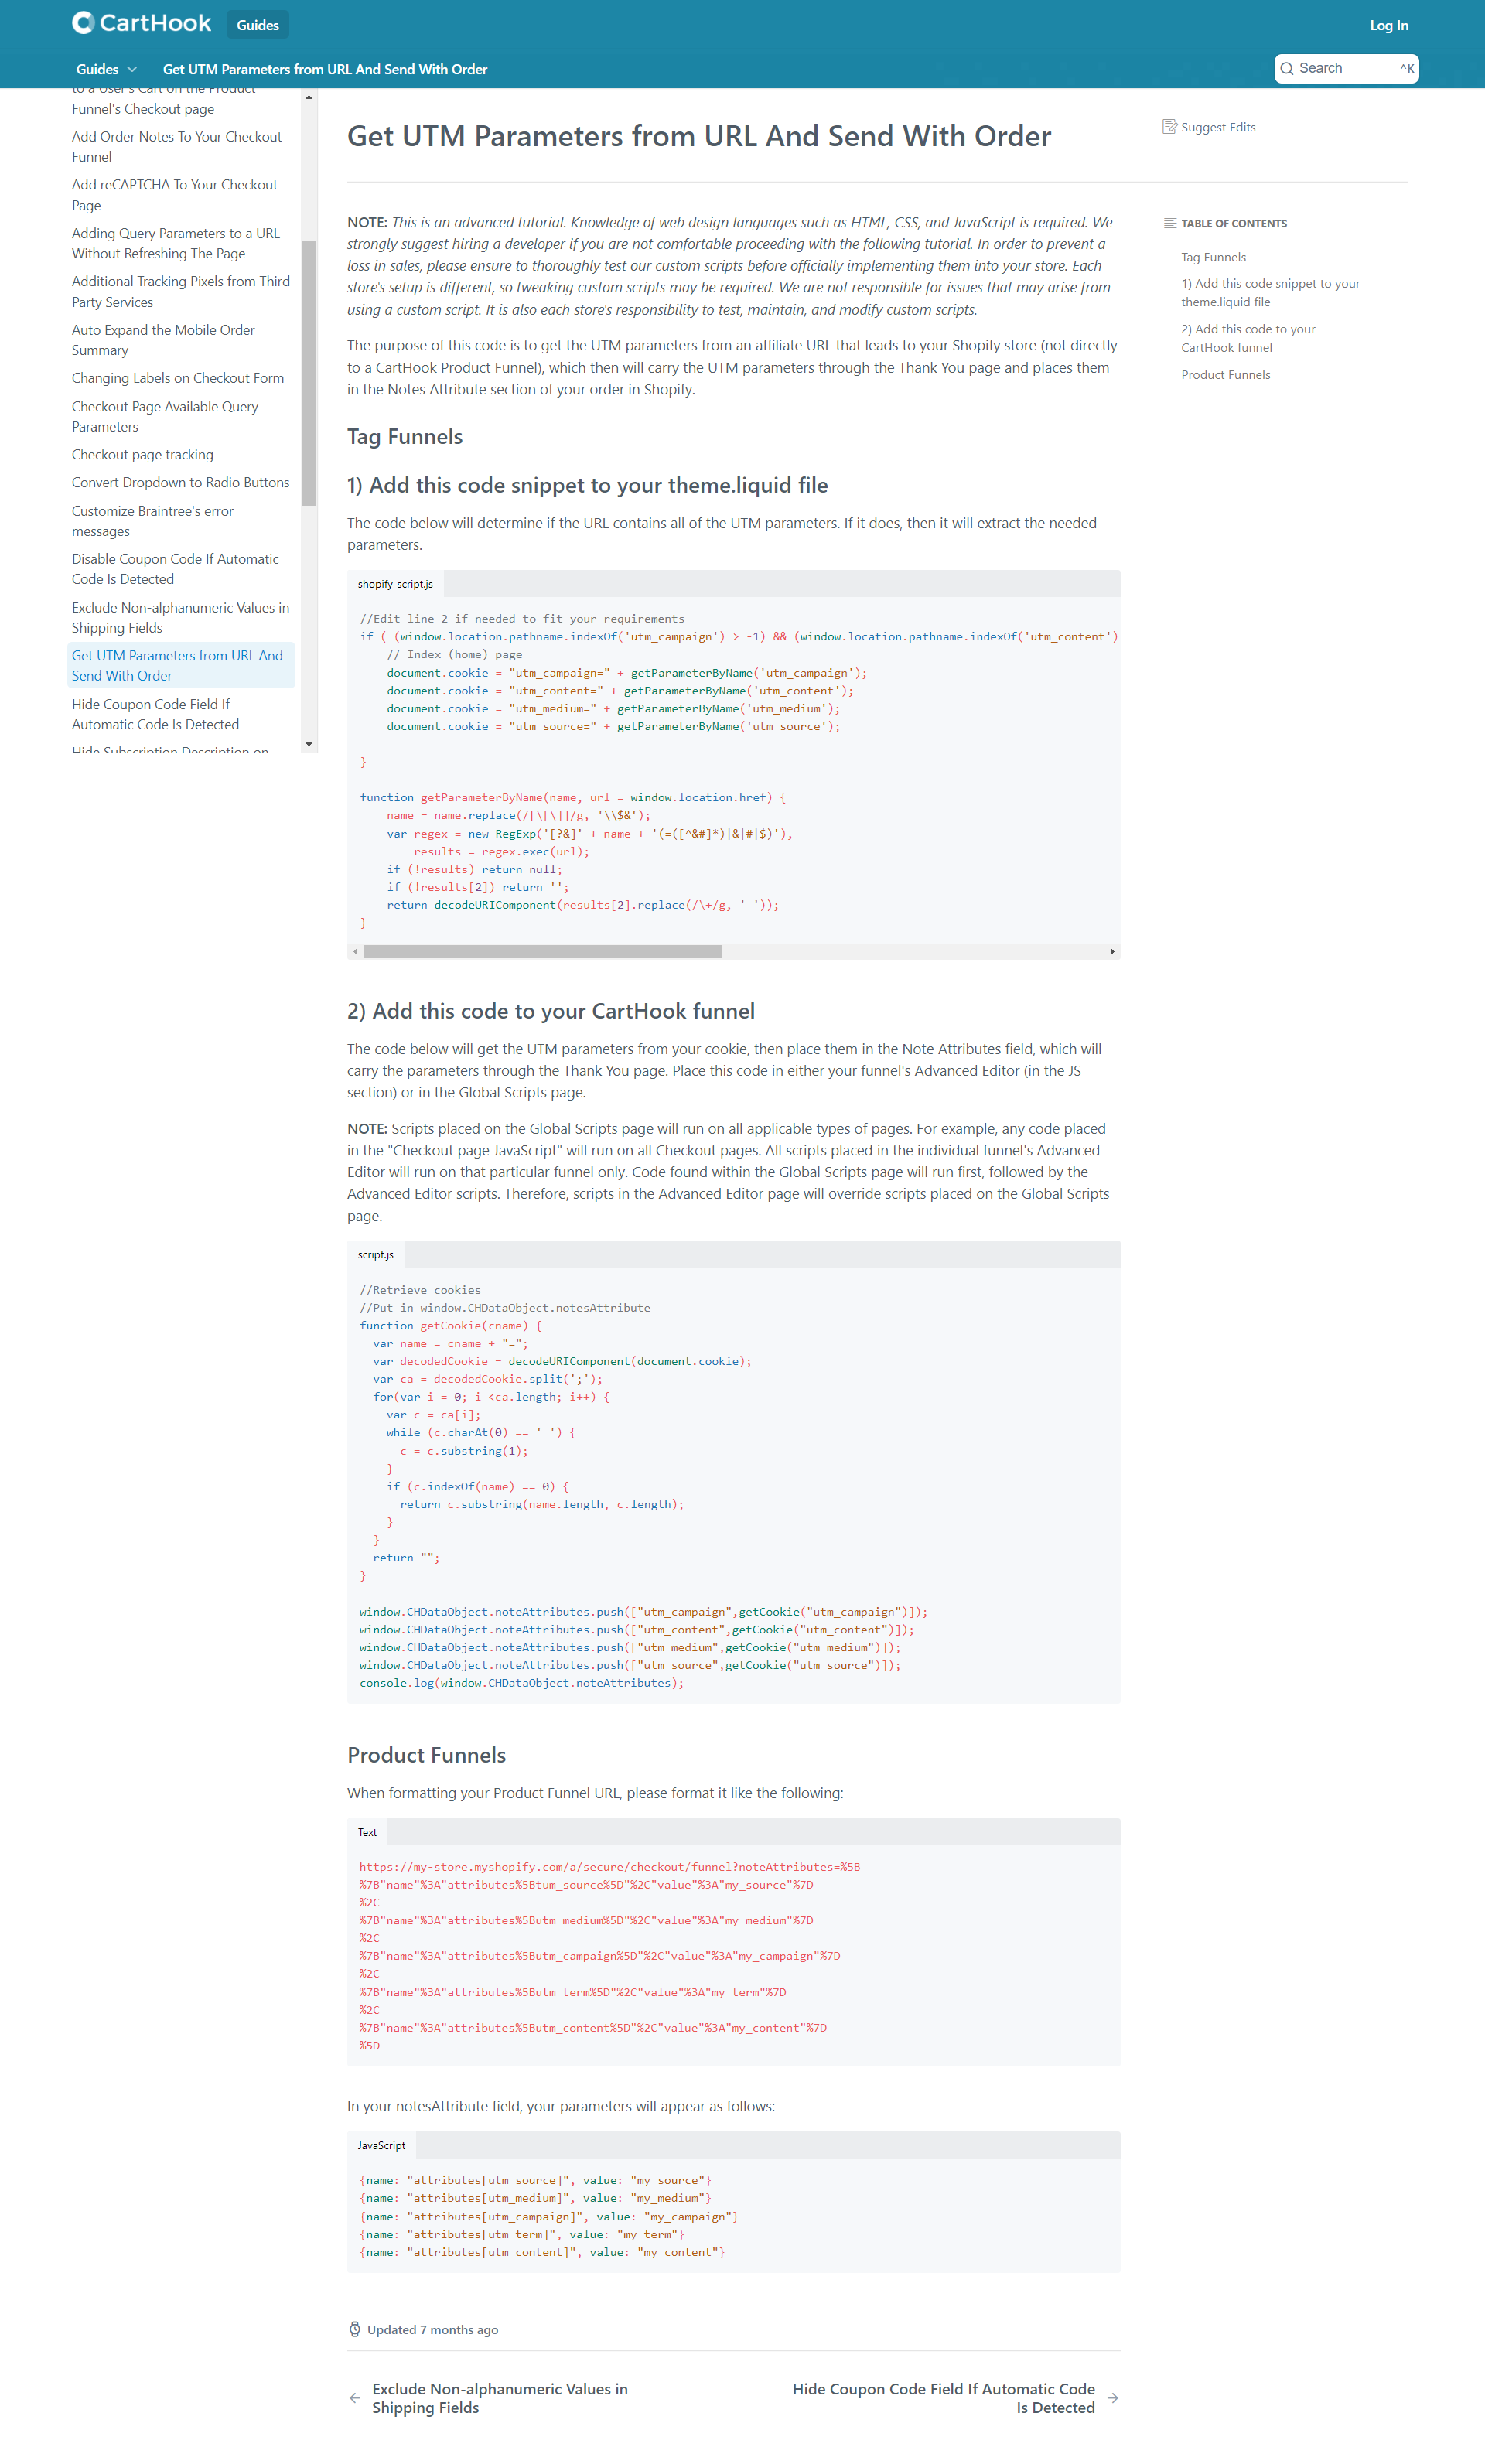 CartHook
Guides
Log In
Guides
Get UTM Parameters from URL And Send With Order
Search
^K
to a User's Cart on the Product
Funnel's Checkout page
Add Order Notes To Your Checkout
Funnel
Add reCAPTCHA To Your Checkout
Page
Adding Query Parameters to a URL
Without Refreshing The Page
Additional Tracking Pixels from Third
Party Services
Auto Expand the Mobile Order
Summary
Changing Labels on Checkout Form
Checkout Page Available Query
Parameters
Checkout page tracking
Convert Dropdown to Radio Buttons
Customize Braintree's error
messages
Disable Coupon Code If Automatic
Code Is Detected
Exclude Non-alphanumeric Values in
Shipping Fields
Get UTM Parameters from URL And
Send With Order
Hide Coupon Code Field If
Automatic Code Is Detected
Hide Subscription Description on
Get UTM Parameters from URL And Send With Order
Suggest Edits
NOTE: This is an advanced tutorial. Knowledge of web design languages such as HTML, CSS, and JavaScript is required. We
strongly suggest hiring a developer if you are not comfortable proceeding with the following tutorial. In order to prevent a
loss in sales, please ensure to thoroughly test our custom scripts before officially implementing them into your store. Each
store's setup is different, so tweaking custom scripts may be required. We are not responsible for issues that may arise from
using a custom script. It is also each store's responsibility to test, maintain, and modify custom scripts.
The purpose of this code is to get the UTM parameters from an affiliate URL that leads to your Shopify store (not directly
to a CartHook Product Funnel), which then will carry the UTM parameters through the Thank You page and places them
in the Notes Attribute section of your order in Shopify.
Tag Funnels
1) Add this code snippet to your theme.liquid file
The code below will determine if the URL contains all of the UTM parameters. If it does, then it will extract the needed
parameters.
shopify-script.js
//Edit line 2 if needed to fit your requirements
if ( (window.location.pathname.indexOf('utm_campaign') > -1) && (window.location.pathname.indexOf('utm_content')
// Index (home) page
document.cookie = "utm_campaign=" + getParameterByName('utm_campaign');
document.cookie = "utm_content=" + getParameterByName('utm_content');
document.cookie = "utm_medium=" + getParameterByName('utm_medium');
document.cookie = "utm_source=" + getParameterByName('utm_source');
}
function getParameterByName(name, url = window.location.href) {
name = name.replace(/[\[\]]/g, '\\$&');
var regex = new RegExp('[?&]' + name + '(=([^&#]*)|&|#|$)'),
results = regex.exec(url);
if (!results) return null;
if (!results[2]) return '';
return decodeURIComponent(results[2].replace(/\+/g, ' '));
}
2) Add this code to your CartHook funnel
The code below will get the UTM parameters from your cookie, then place them in the Note Attributes field, which will
carry the parameters through the Thank You page. Place this code in either your funnel's Advanced Editor (in the JS
section) or in the Global Scripts page.
NOTE: Scripts placed on the Global Scripts page will run on all applicable types of pages. For example, any code placed
in the "Checkout page JavaScript" will run on all Checkout pages. All scripts placed in the individual funnel's Advanced
Editor will run on that particular funnel only. Code found within the Global Scripts page will run first, followed by the
Advanced Editor scripts. Therefore, scripts in the Advanced Editor page will override scripts placed on the Global Scripts
page.
script.js
//Retrieve cookies
//Put in window.CHDataObject.notesAttribute
function getCookie(cname) {
var name = cname + "=";
var decodedCookie = decodeURIComponent(document.cookie);
var ca = decodedCookie.split(';');
for(var i = 0; i <ca.length; i++) {
var c = ca[i];
while (c.charAt(0) == ' ') {
c = c.substring(1);
}
if (c.indexOf(name) == 0) {
return c.substring(name.length, c.length);
}
}
return "";
}
window.CHDataObject.noteAttributes.push(["utm_campaign",getCookie("utm_campaign")]);
window.CHDataObject.noteAttributes.push(["utm_content",getCookie("utm_content")]);
window.CHDataObject.noteAttributes.push(["utm_medium",getCookie("utm_medium")]);
window.CHDataObject.noteAttributes.push(["utm_source",getCookie("utm_source")]);
console.log(window.CHDataObject.noteAttributes);
Product Funnels
When formatting your Product Funnel URL, please format it like the following:
Text
https://my-store.myshopify.com/a/secure/checkout/funnel?noteAttributes=%5B
%7B"name"%3A"attributes%5Btum_source%5D"%2C"value"%3A"my_source"%7D
%2C
%7B"name"%3A"attributes%5Butm_medium%5D"%2C"value"%3A"my_medium"%7D
%2C
%7B"name"%3A"attributes%5Butm_campaign%5D"%2C"value"%3A"my_campaign"%7D
%2C
%7B"name"%3A"attributes%5Butm_term%5D"%2C"value"%3A"my_term"%7D
%2C
%7B"name"%3A"attributes%5Butm_content%5D"%2C"value"%3A"my_content"%7D
%5D
In your notesAttribute field, your parameters will appear as follows:
JavaScript
{name: "attributes[utm_source]", value: "my_source"}
{name: "attributes[utm_medium]", value: "my_medium"}
{name: "attributes[utm_campaign]", value: "my_campaign"}
{name: "attributes[utm_term]", value: "my_term"}
{name: "attributes[utm_content]", value: "my_content"}
Updated 7 months ago
Exclude Non-alphanumeric Values in
Shipping Fields
Hide Coupon Code Field If Automatic Code
Is Detected
TABLE OF CONTENTS
Tag Funnels
1) Add this code snippet to your
theme.liquid file
2) Add this code to your
CartHook funnel
Product Funnels